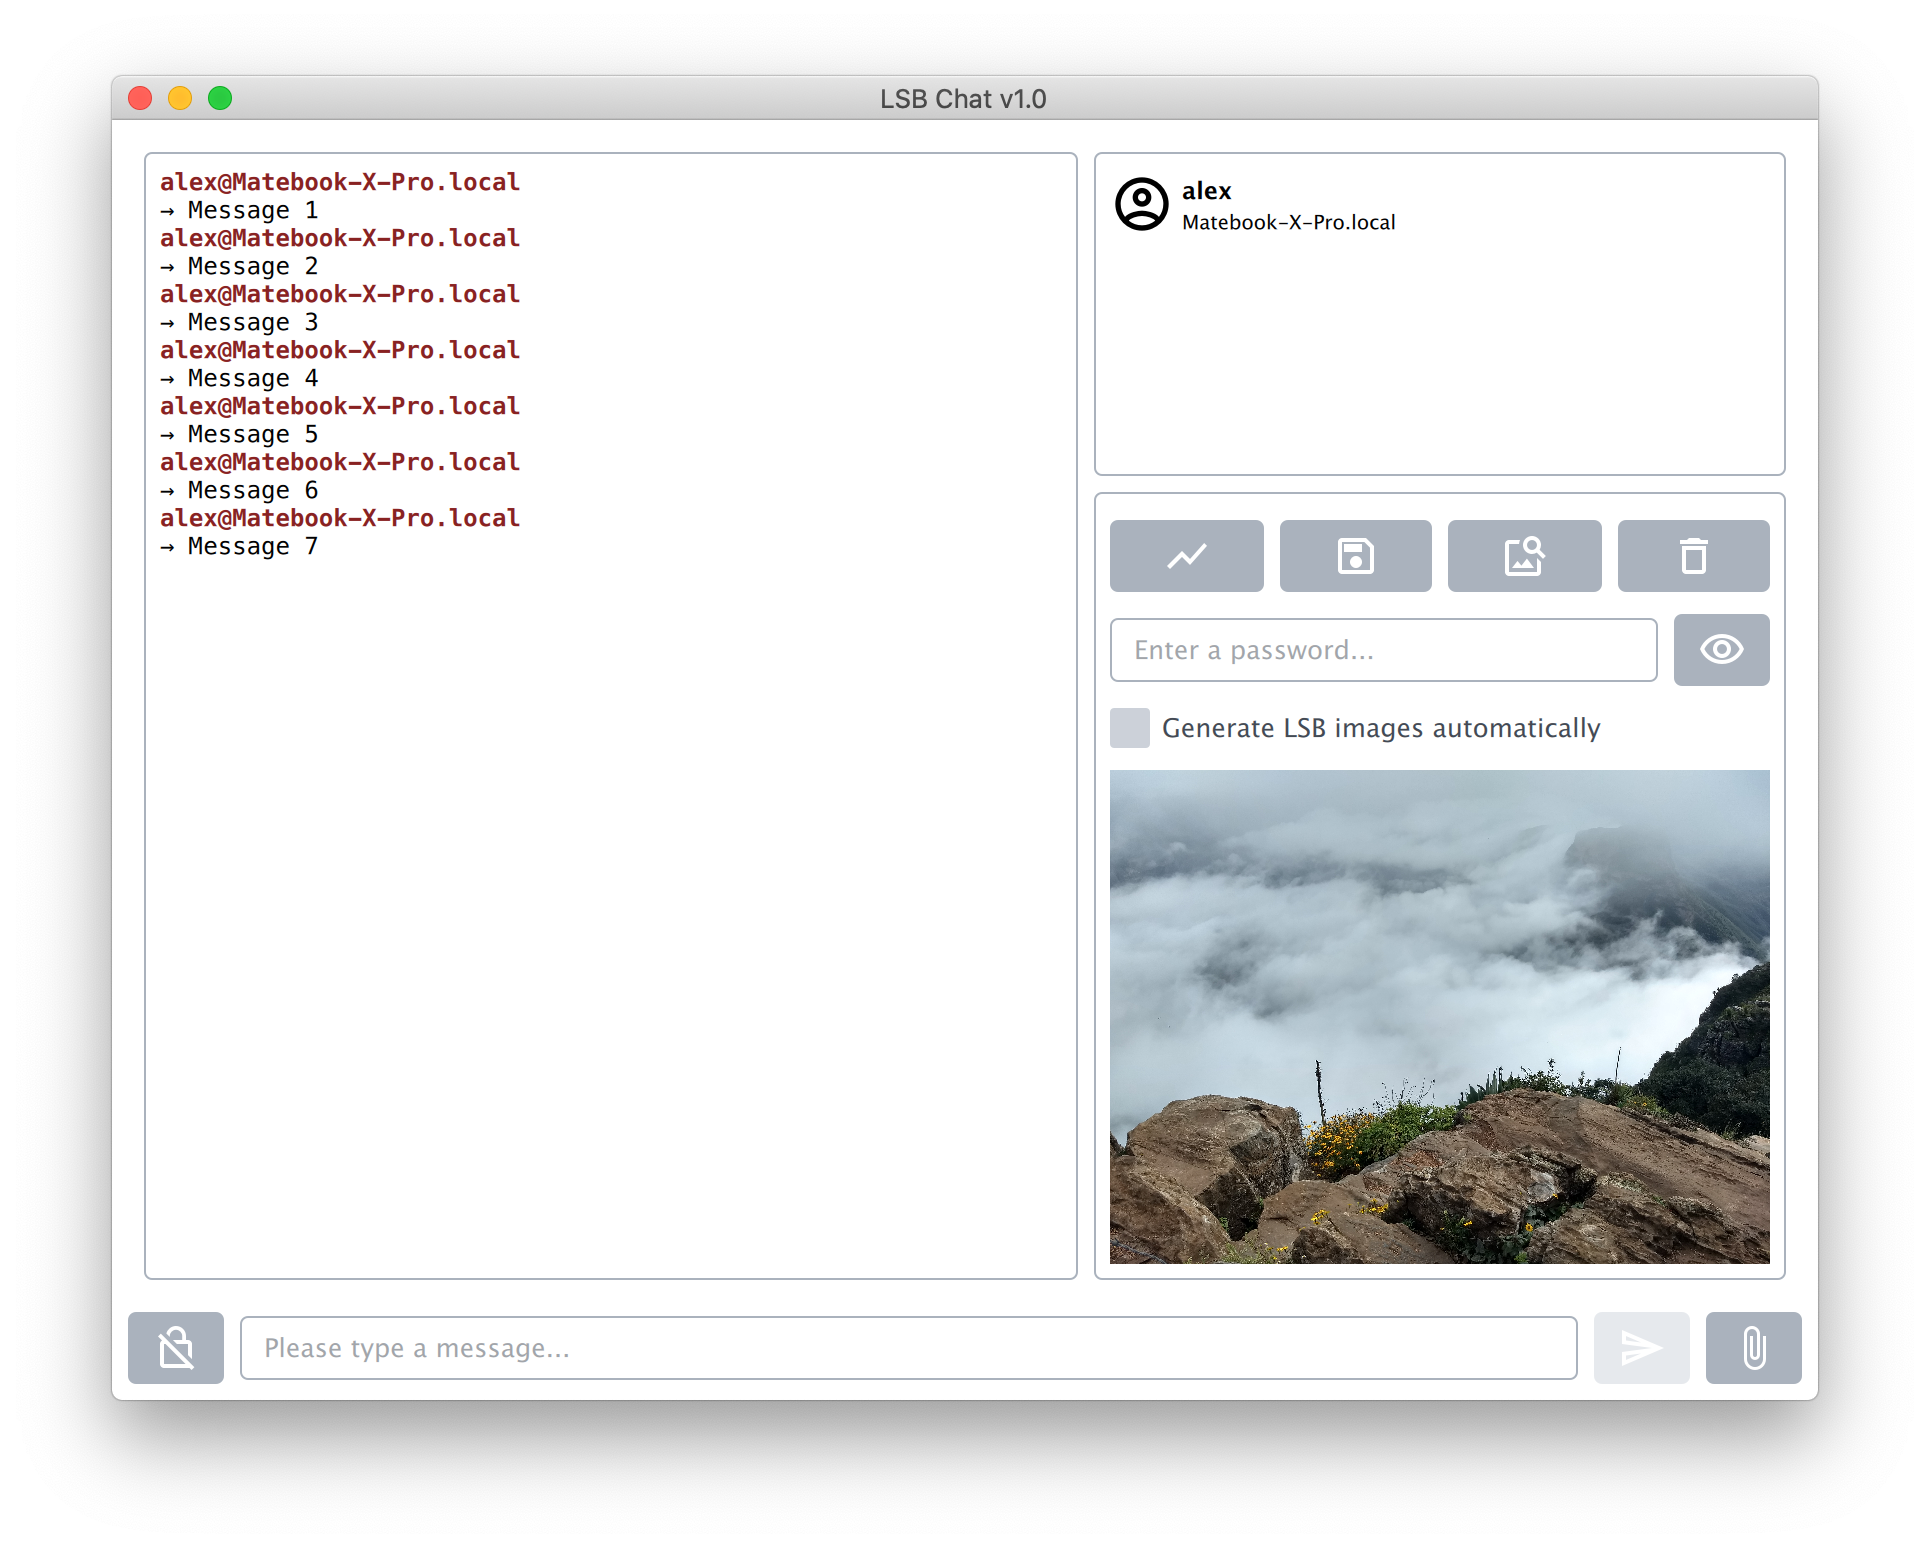 LSB Chat v1.0
alex@Matebook-X-Pro.local
→ Message 1
alex@Matebook-X-Pro.local
→ Message 2
alex@Matebook-X-Pro.local
→ Message 3
alex@Matebook-X-Pro.local
→ Message 4
alex@Matebook-X-Pro.local
→ Message 5
alex@Matebook-X-Pro.local
→ Message 6
alex@Matebook-X-Pro.local
→ Message 7
alex
Matebook-X-Pro.local
Enter a password...
Generate LSB images automatically
Please type a message...